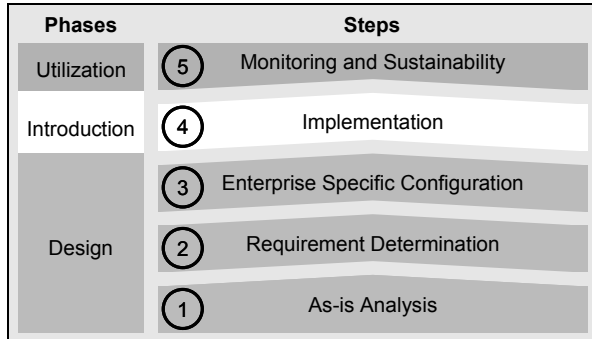 Phases
Steps
Utilization
5
Monitoring and Sustainability
Introduction
4
Implementation
3
Enterprise Specific Configuration
Design
2
Requirement Determination
1
As-is Analysis